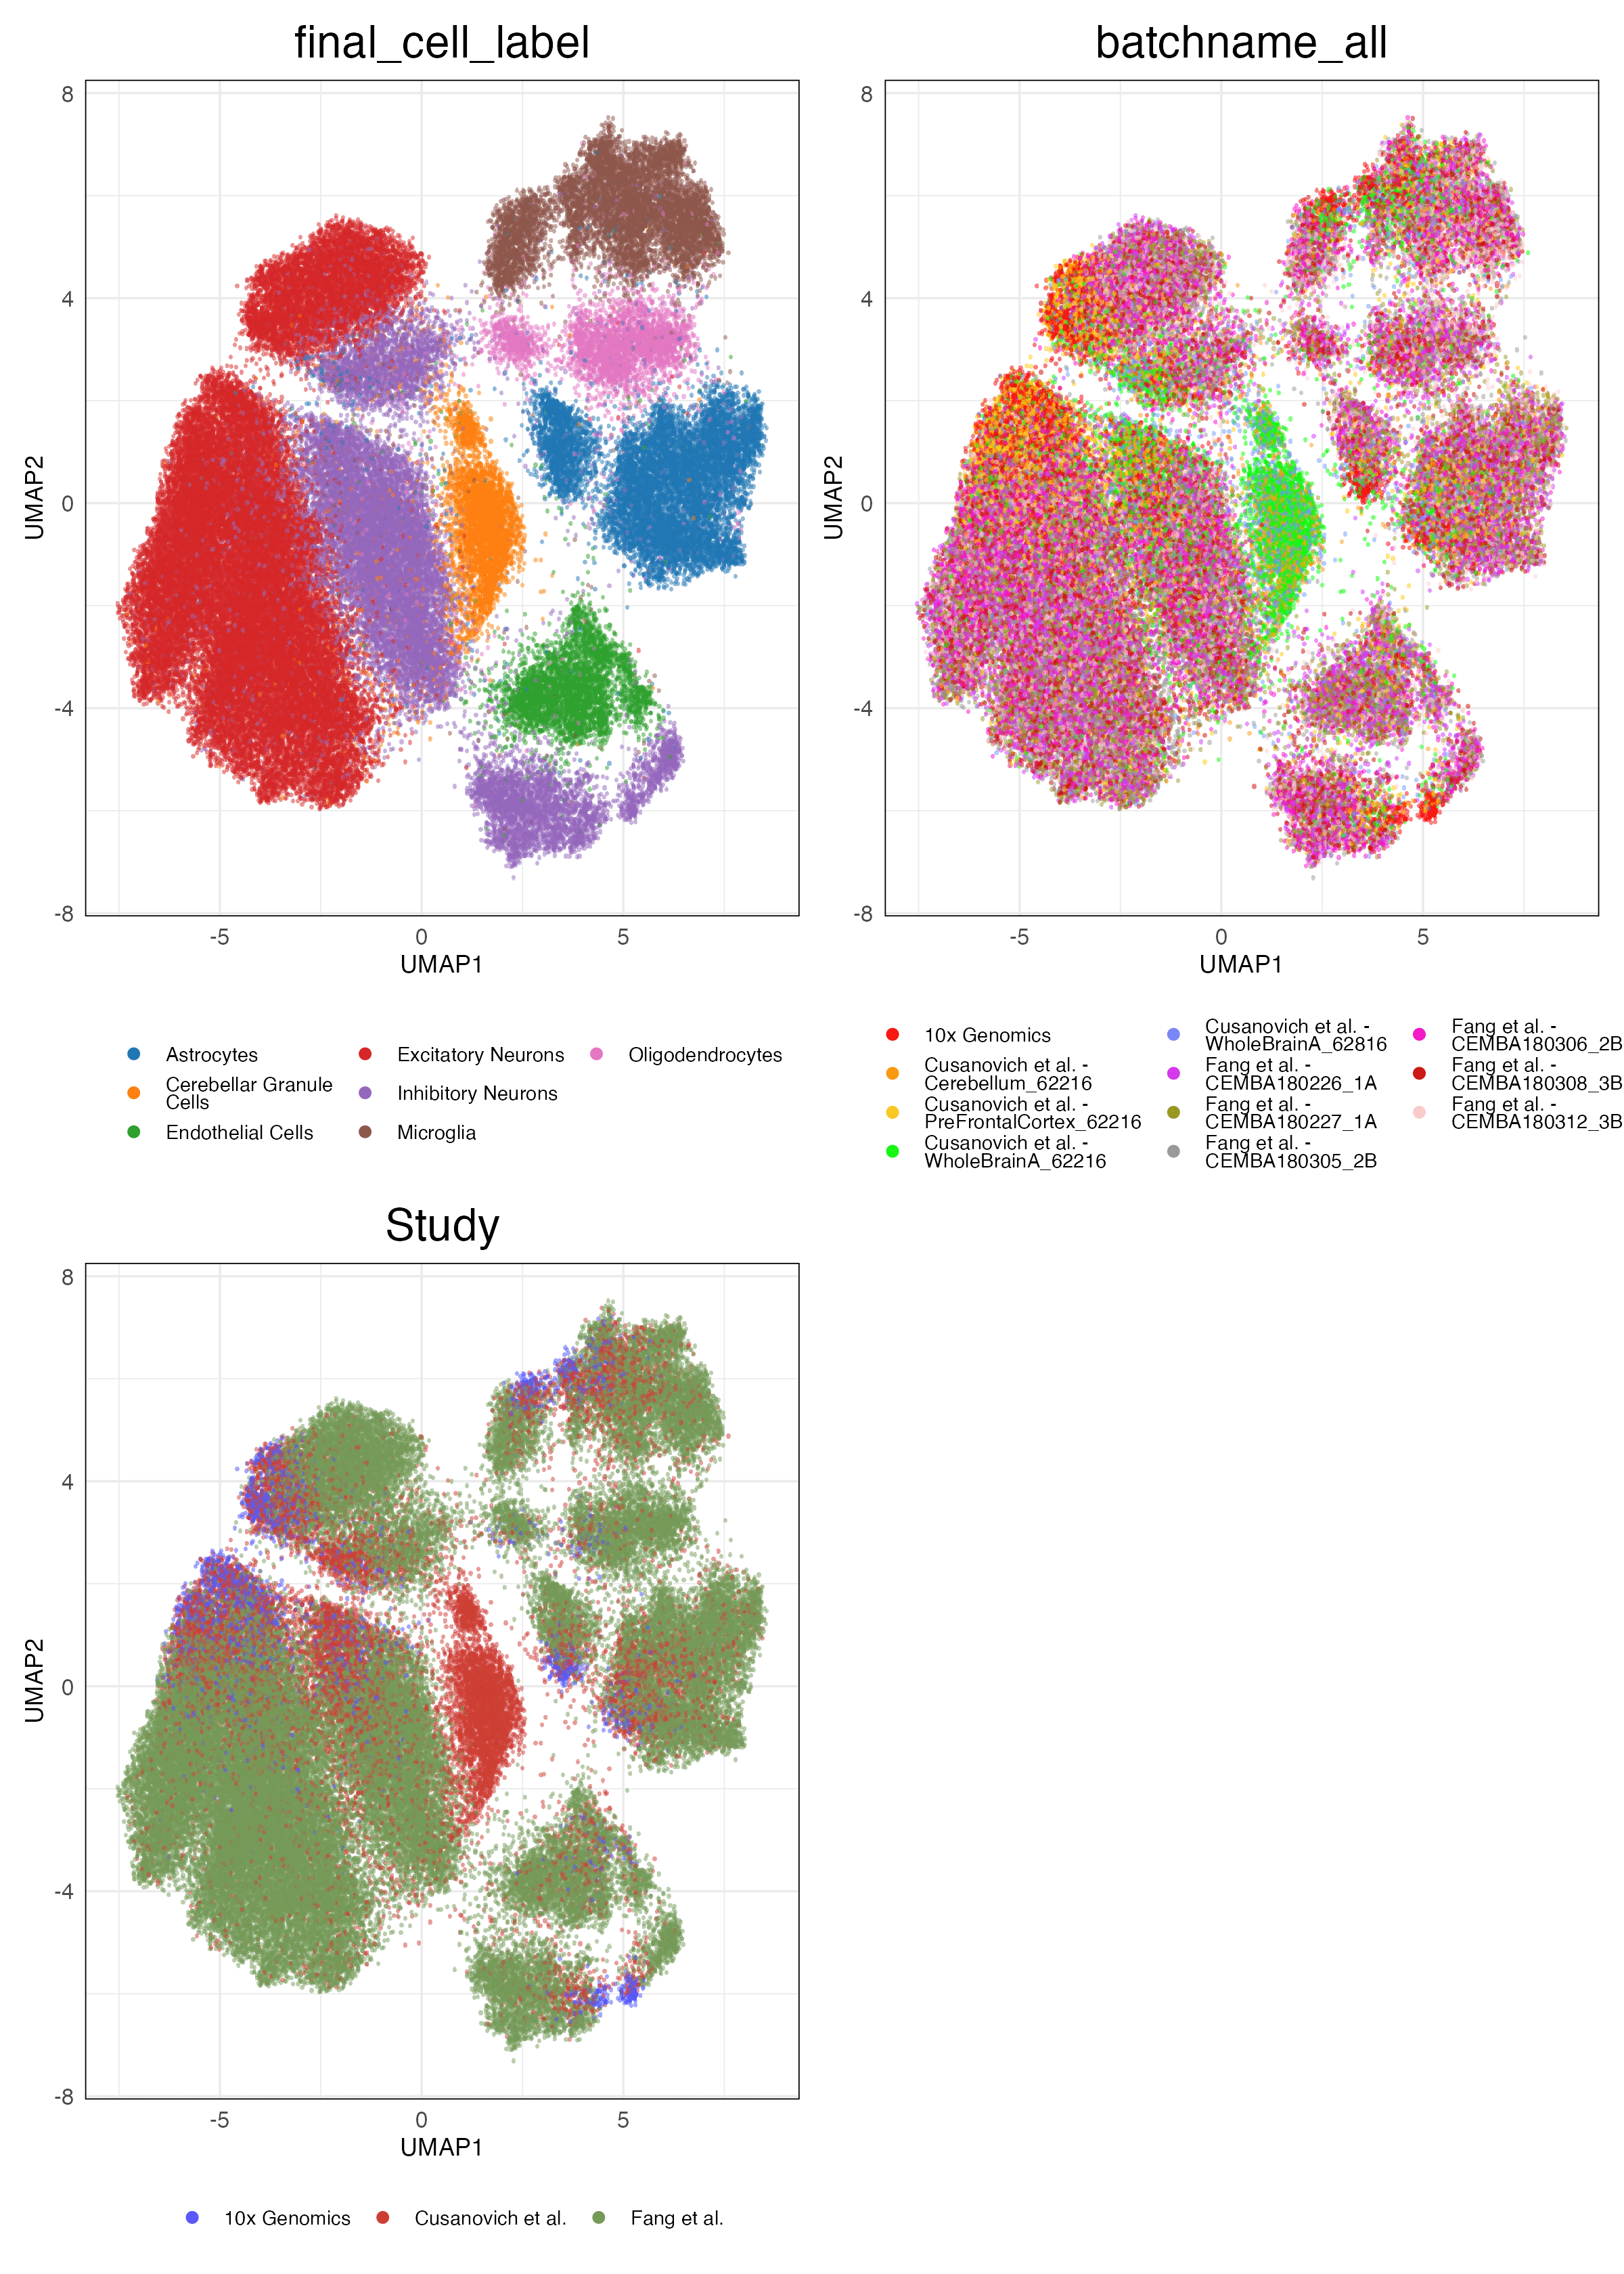 final_cell_label
batchname_all
8
4
0
-4
-8
UMAP2
-5
0
5
UMAP1
8
4
0
-4
-8
UMAP2
-5
0
5
UMAP1
Astrocytes
Cerebellar Granule
Cells
Endothelial Cells
Excitatory Neurons
Inhibitory Neurons
Microglia
Oligodendrocytes
10x Genomics
Cusanovich et al. -
Cerebellum_62216
Cusanovich et al. -
PreFrontalCortex_62216
Cusanovich et al. -
WholeBrainA_62216
Cusanovich et al. -
WholeBrainA_62816
Fang et al. -
CEMBA180226_1A
Fang et al. -
CEMBA180227_1A
Fang et al. -
CEMBA180305_2B
Fang et al. -
CEMBA180306_2B
Fang et al. -
CEMBA180308_3B
Fang et al. -
CEMBA180312_3B
Study
8
4
0
-4
-8
UMAP2
-5
0
5
UMAP1
10x Genomics
Cusanovich et al.
Fang et al.